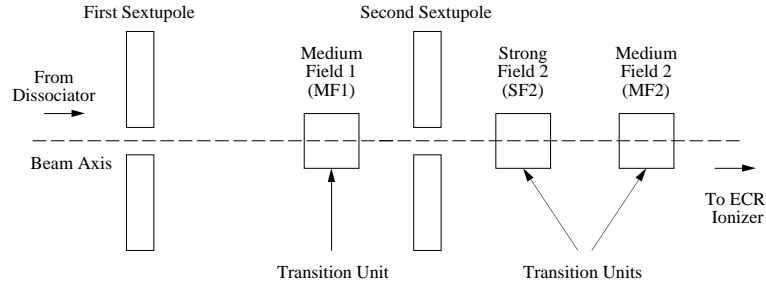 First Sextupole
Second Sextupole
Medium
Field 1
(MF1)
Strong
Field 2
(SF2)
Medium
Field 2
(MF2)
From
Dissociator
Beam Axis
To ECR
Ionizer
Transition Unit
Transition Units